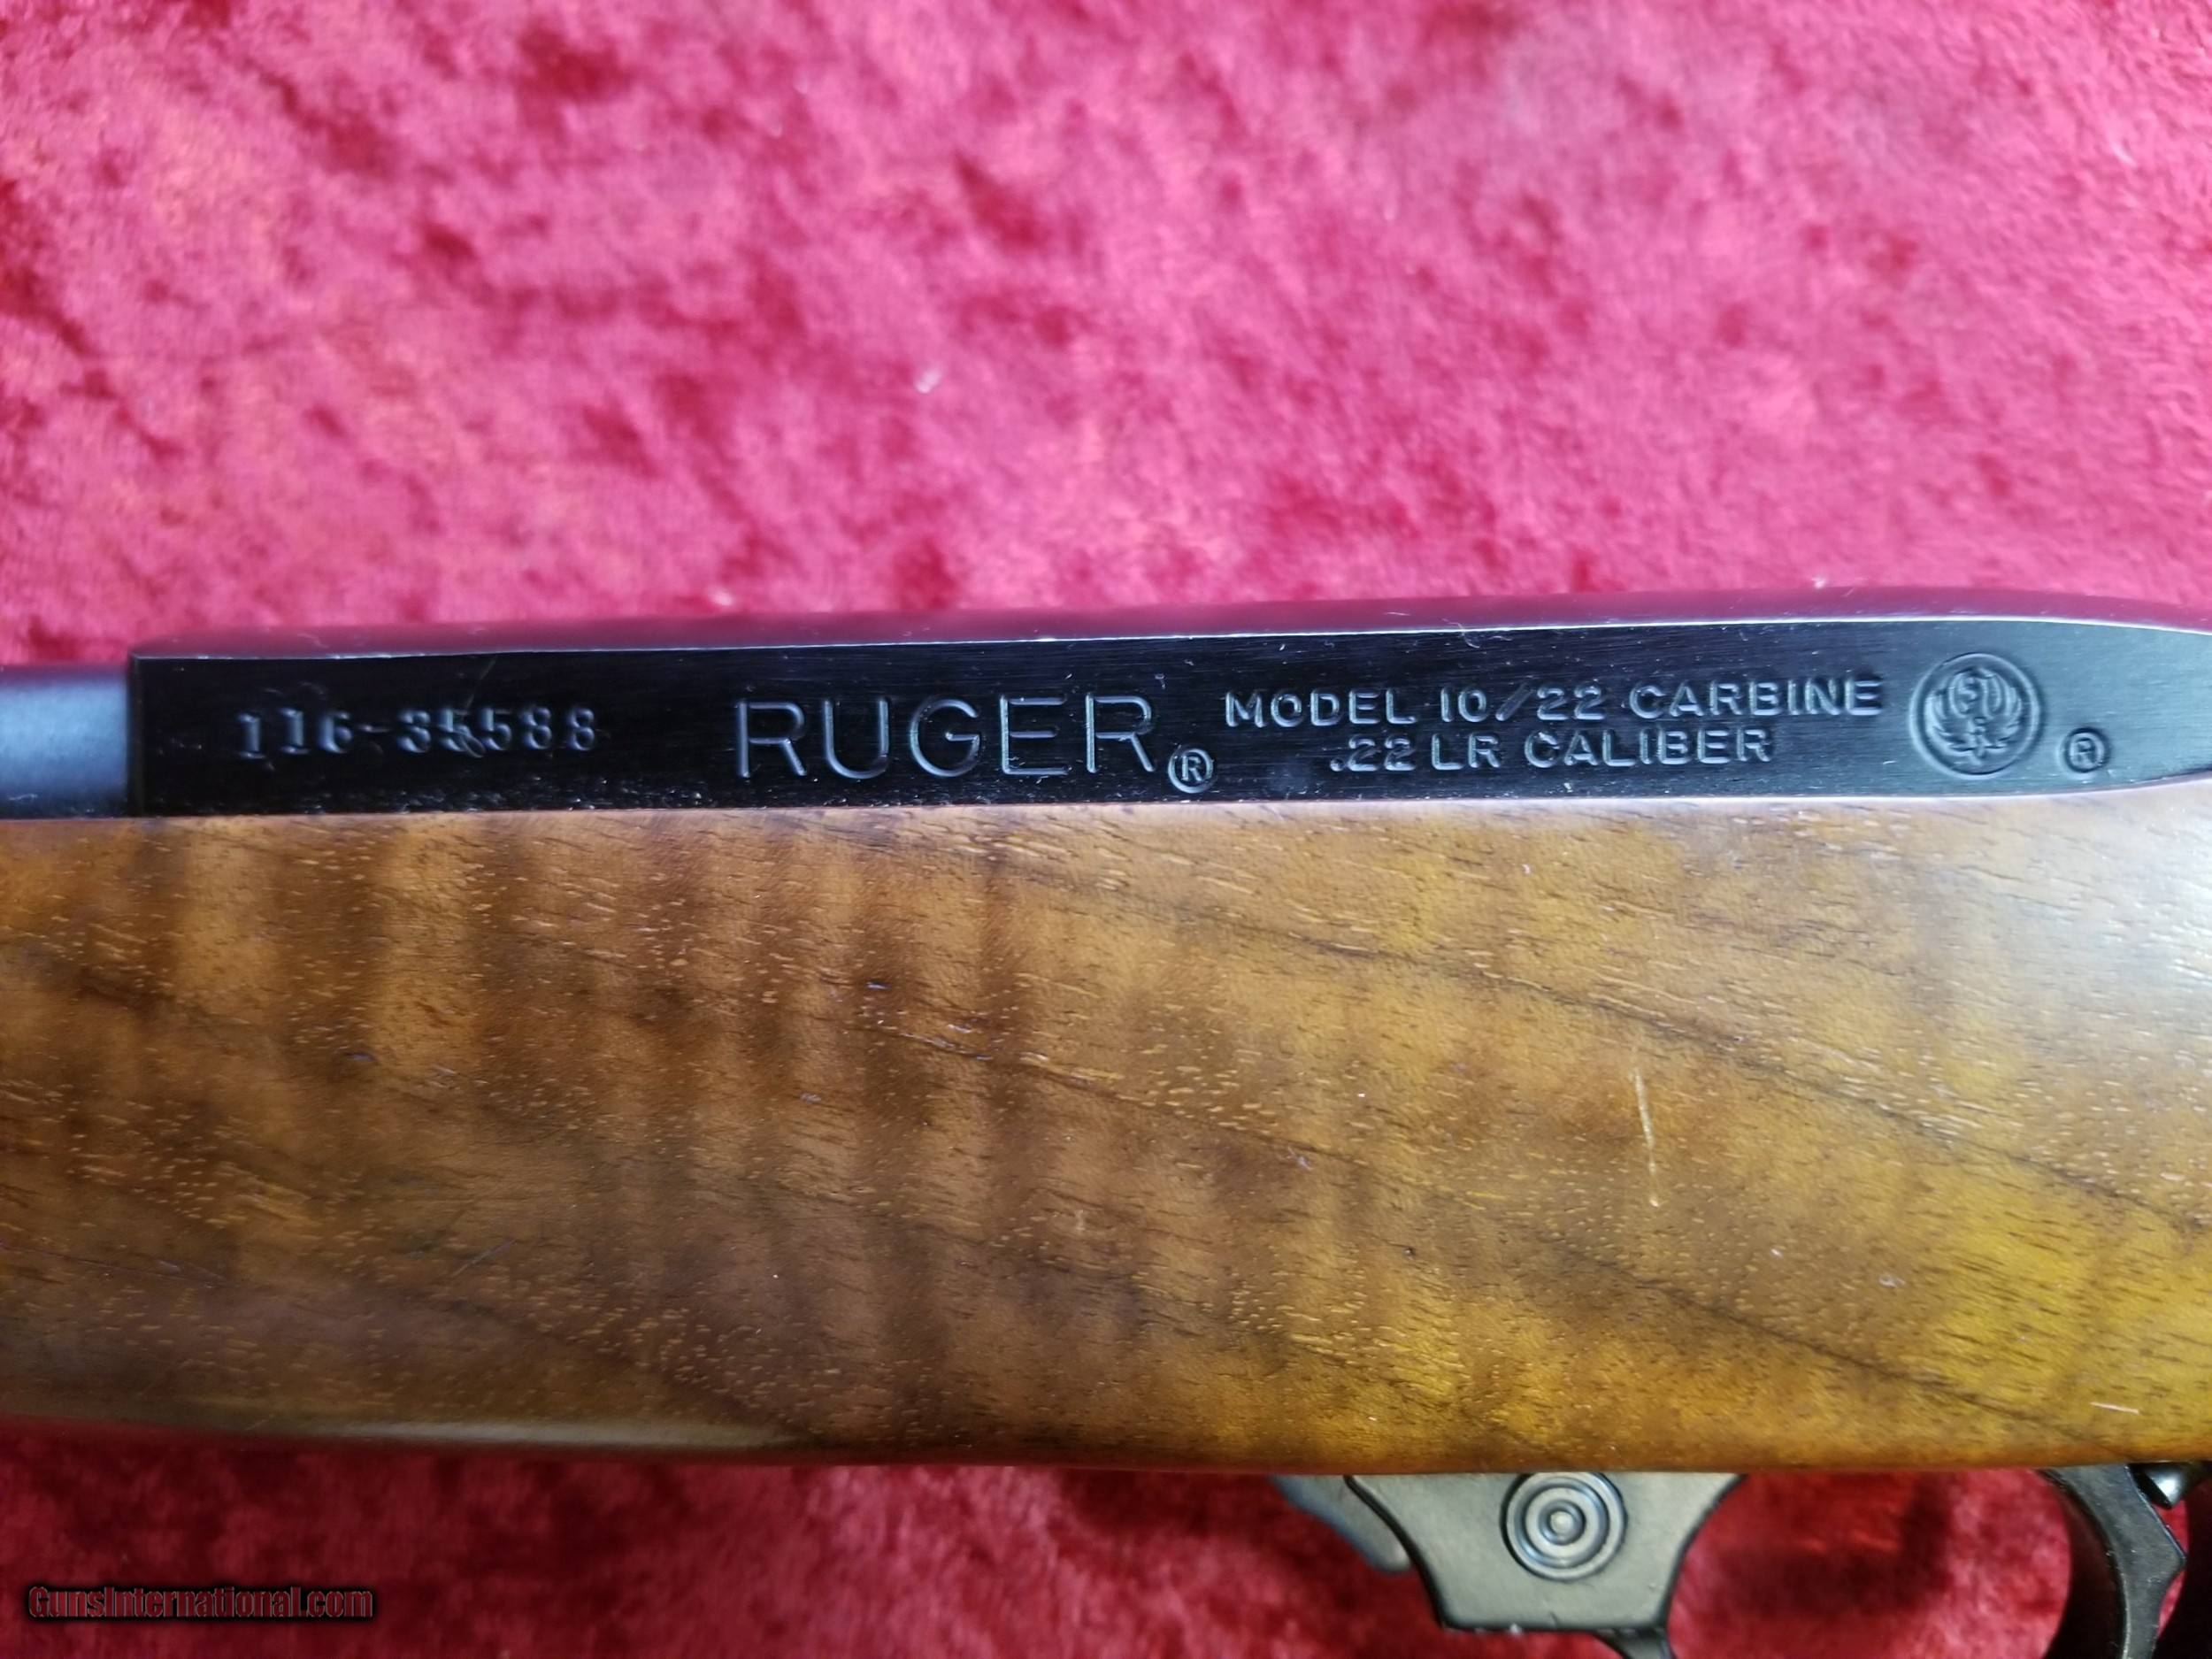 116-35588 RUGER® MODEL 10/22 CARBINE
.22 LR CALIBER
®
GunsInternational.com